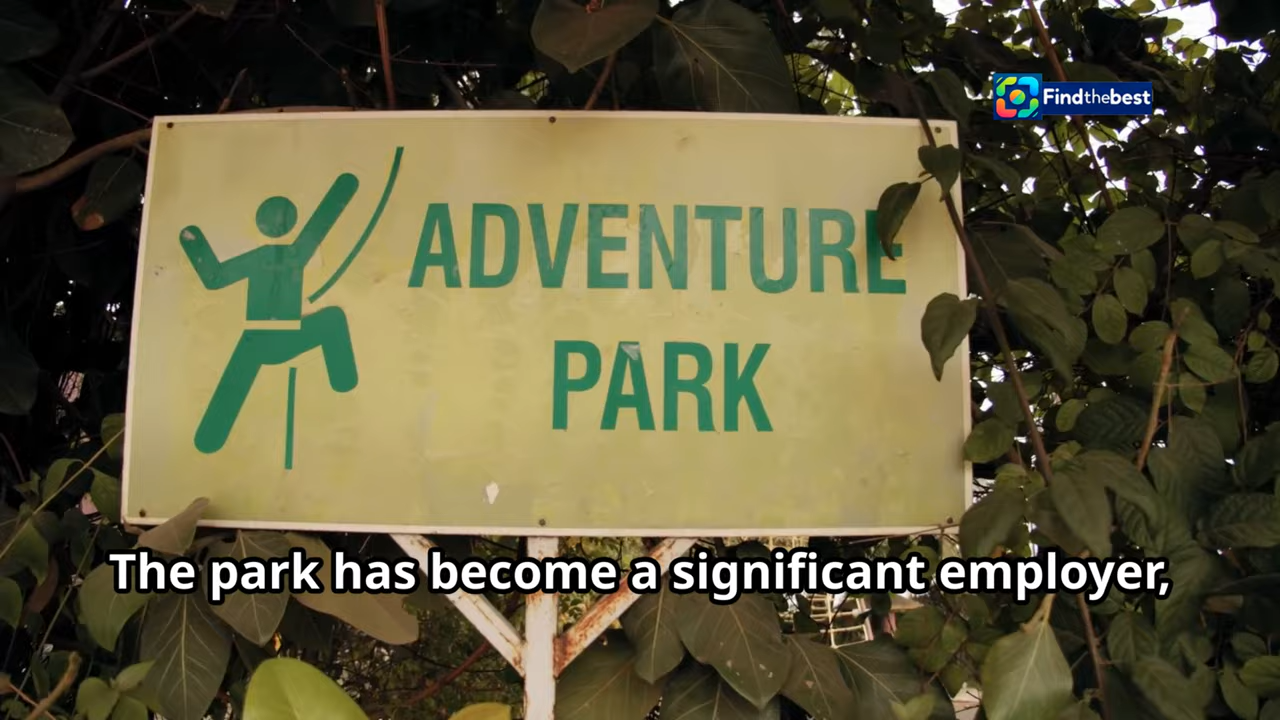 FindtheBest
ADVENTURE
PARK
The park has become a significant employer,